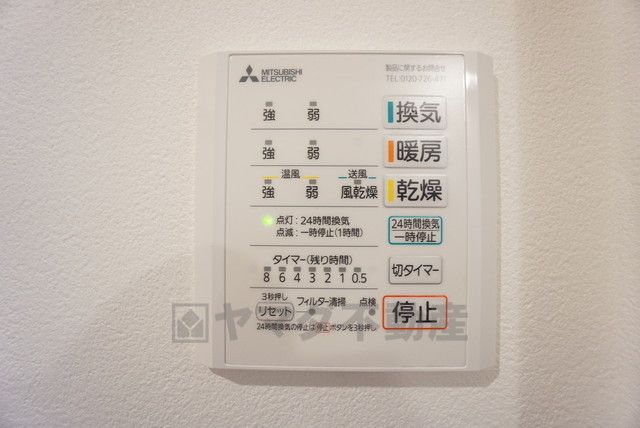 MITSUBISHI ELECTRIC
製品に関するお問合せ
TEL 0120-726-471
強 弱 換気
強 弱 暖房
温風 送風
強 弱 風乾燥 乾燥
点灯:24時間換気
点滅:一時停止(1時間)
24時間換気
一時停止
タイマー(残り時間)
8 6 4 3 2 1 0.5
切タイマー
3秒押し
リセット フィルター清掃 点検
停止
24時間換気の停止は停止ボタンを3秒押し
ヤマダ不動産